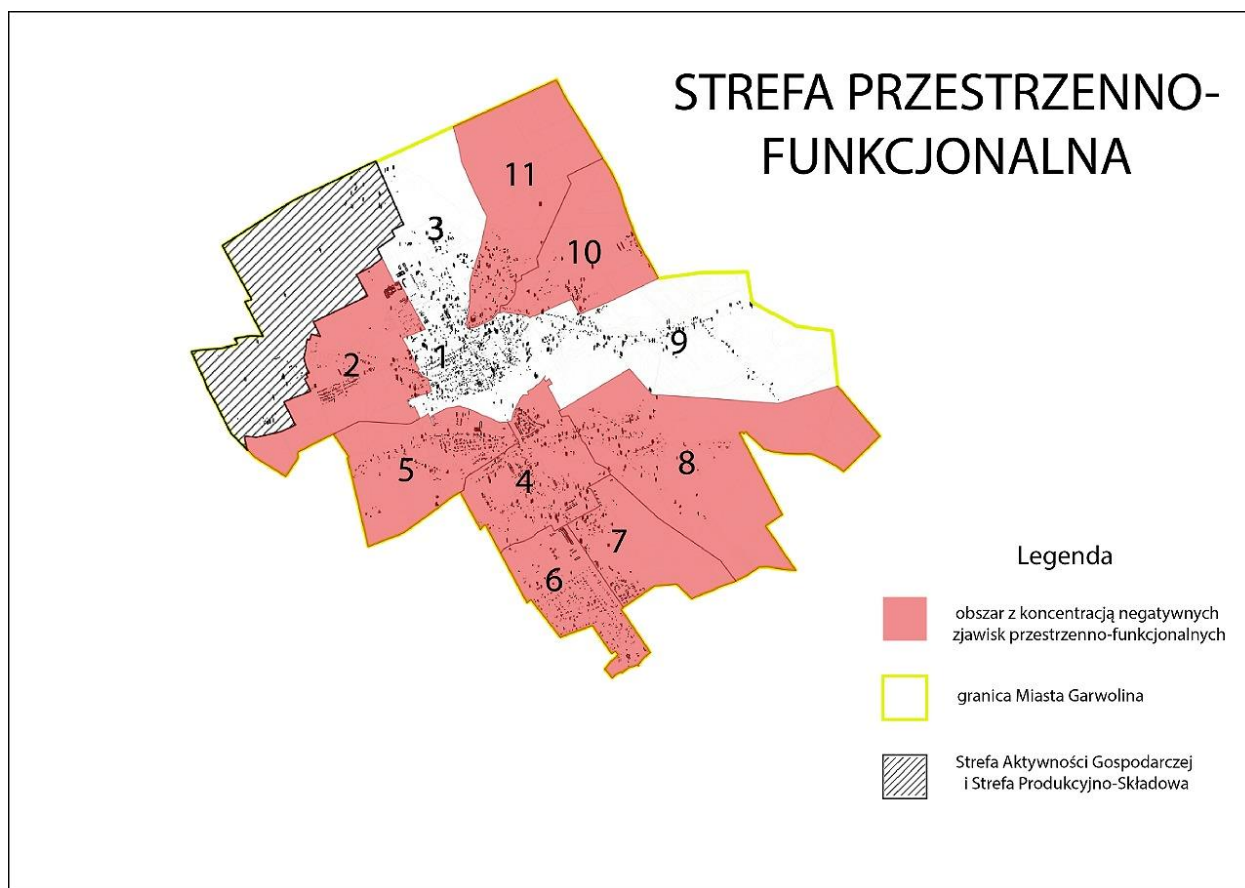 STREFA PRZESTRZENNO-
FUNKCJONALNA
11
3
10
1
9
2
5
4
8
7
6
Legenda
obszar z koncentracją negatywnych
zjawisk przestrzenno-funkcjonalnych
granica Miasta Garwolina
Strefa Aktywności Gospodarczej
i Strefa Produkcyjno-Składowa